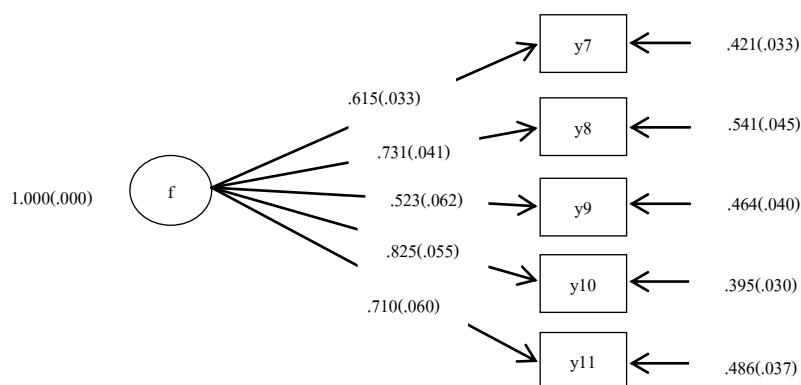 y7
.421(.033)
.615(.033)
y8
.541(.045)
.731(.041)
1.000(.000)
f
.523(.062)
y9
.464(.040)
.825(.055)
y10
.395(.030)
.710(.060)
y11
.486(.037)